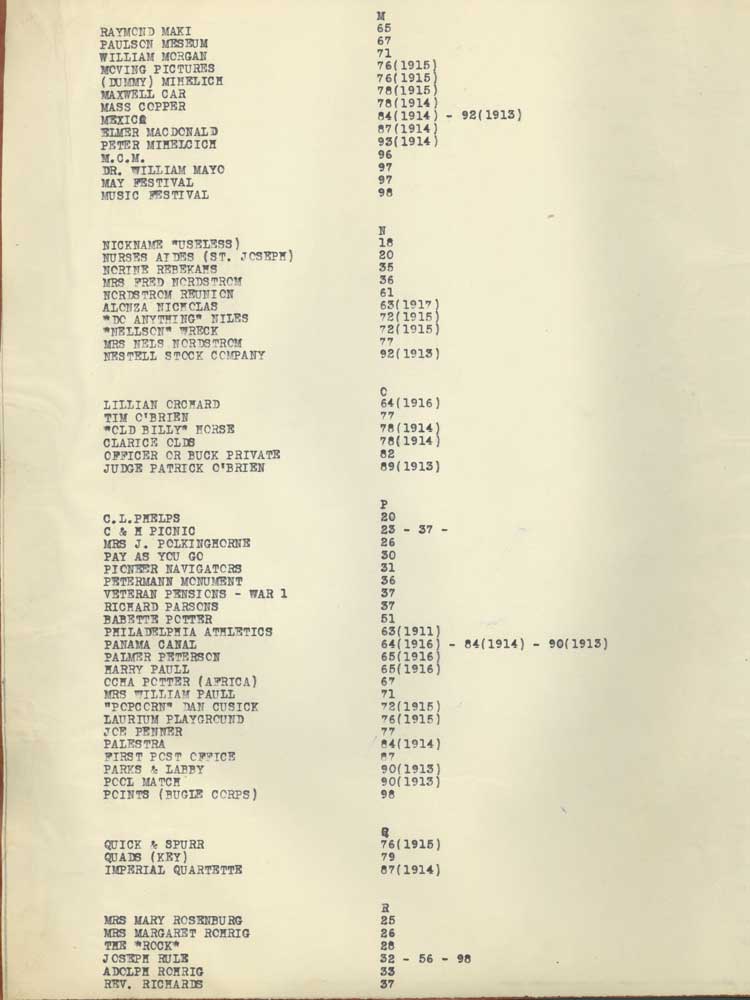 M
RAYMOND MAKI 65
PAULSON MESEUM 67
WILLIAM MORGAN 71
MOVING PICTURES 76(1915)
(DUMMY) MIHELICH 76(1915)
MAXWELL CAR 78(1915)
MASS COPPER 78(1914)
MEXICO 84(1914) - 92(1913)
ELMER MACDONALD 87(1914)
PETER MIHELCICH 93(1914)
M.C.M. 96
DR. WILLIAM MAYO 97
MAY FESTIVAL 97
MUSIC FESTIVAL 98
N
NICKNAME "USELESS) 18
NURSES AIDES (ST. JOSEPH) 20
NORINE REBEKAHS 35
MRS FRED NORDSTROM 36
NORDSTROM REUNION 61
ALONZA NICHOLAS 63(1917)
"DO ANYTHING" NILES 72(1915)
"NELLSON" WRECK 72(1915)
MRS NELS NORDSTROM 77
NESTELL STOCK COMPANY 92(1913)
O
LILLIAN ORCHARD 64(1916)
TIM O'BRIEN 77
"OLD BILLY" HORSE 78(1914)
CLARICE OLDS 78(1914)
OFFICER OR BUCK PRIVATE 82
JUDGE PATRICK O'BRIEN 89(1913)
P
C.L.PHELPS 20
C & H PICNIC 23 - 37 -
MRS J. POLKINGHORNE 26
PAY AS YOU GO 30
PIONEER NAVIGATORS 31
PETERMANN MONUMENT 36
VETERAN PENSIONS - WAR 1 37
RICHARD PARSONS 37
BABETTE POTTER 51
PHILADELPHIA ATHLETICS 63(1911)
PANAMA CANAL 64(1916) - 84(1914) - 90(1913)
PALMER PETERSON 65(1916)
HARRY PAULL 65(1916)
OCHA POTTER (AFRICA) 67
MRS WILLIAM PAULL 71
"POPCORN" DAN CUSICK 72(1915)
LAURIUM PLAYGROUND 76(1915)
JOE PENNER 77
PALESTRA 84(1914)
FIRST POST OFFICE 87
PARKS & LABBY 90(1913)
POOL MATCH 90(1913)
POINTS (BUGLE CORPS) 98
Q
QUICK & SPURR 76(1915)
QUADS (KEY) 79
IMPERIAL QUARTETTE 87(1914)
R
MRS MARY ROSENBURG 25
MRS MARGARET ROHRIG 26
THE "ROCK" 28
JOSEPH RULE 32 - 56 - 98
ADOLPH ROHRIG 33
REV. RICHARDS 37